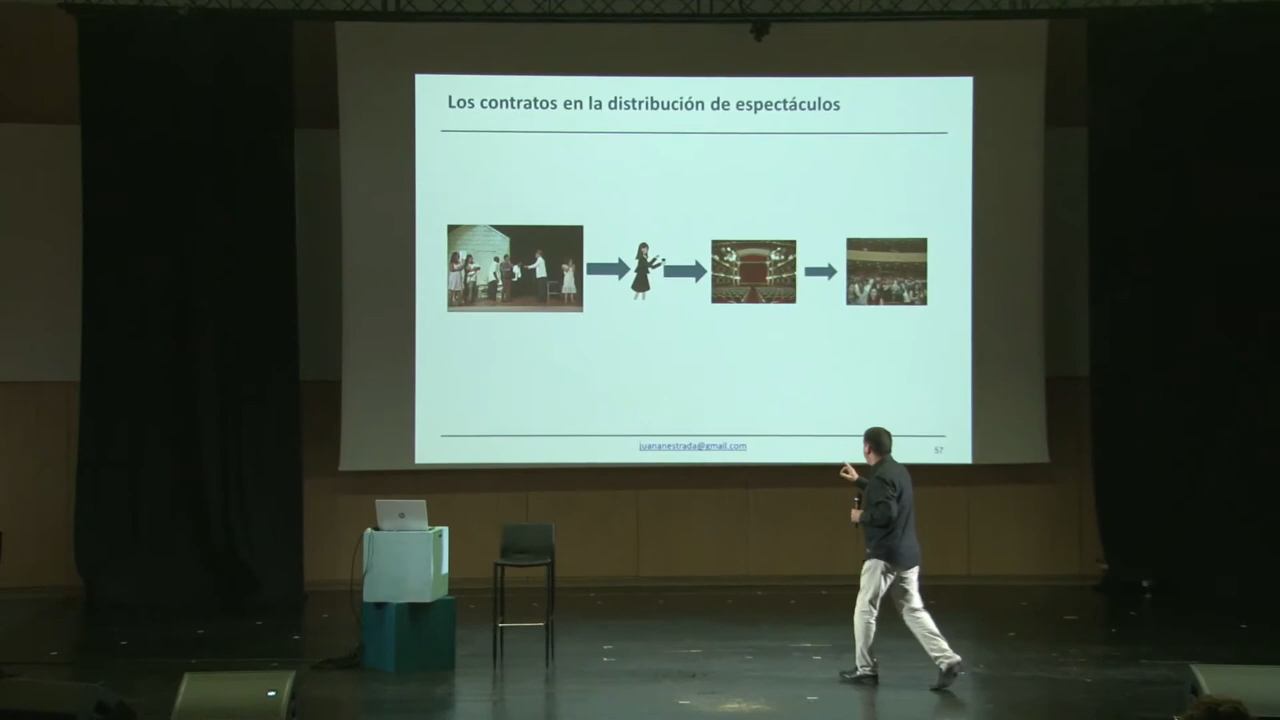 Los contratos en la distribución de espectáculos
juananestrada@gmail.com
57